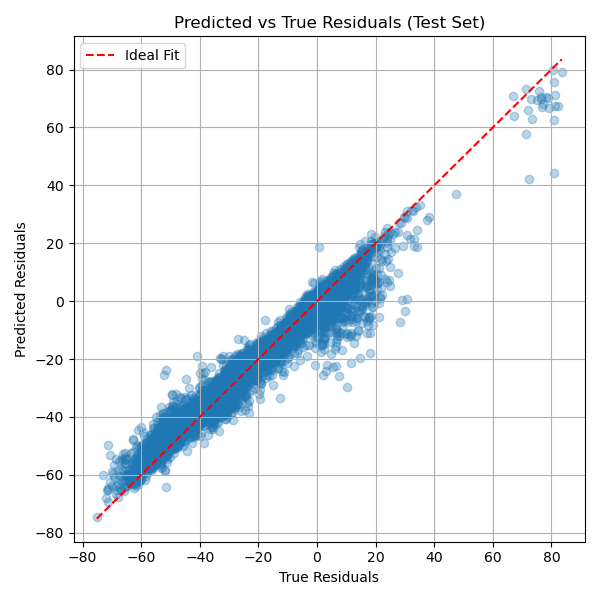 Predicted vs True Residuals (Test Set)
Ideal Fit
Predicted Residuals
80
60
40
20
0
−20
−40
−60
−80
−80 −60 −40 −20 0 20 40 60 80
True Residuals